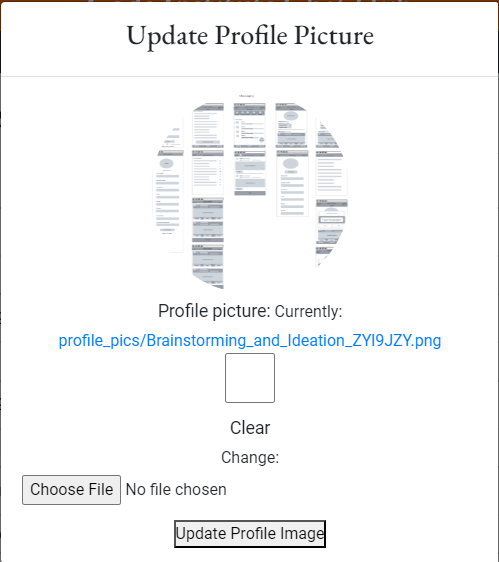 Update Profile Picture
Profile picture: Currently:
profile_pics/Brainstorming_and_Ideation_ZYI9JZY.png
Clear
Change:
Choose File No file chosen
Update Profile Image